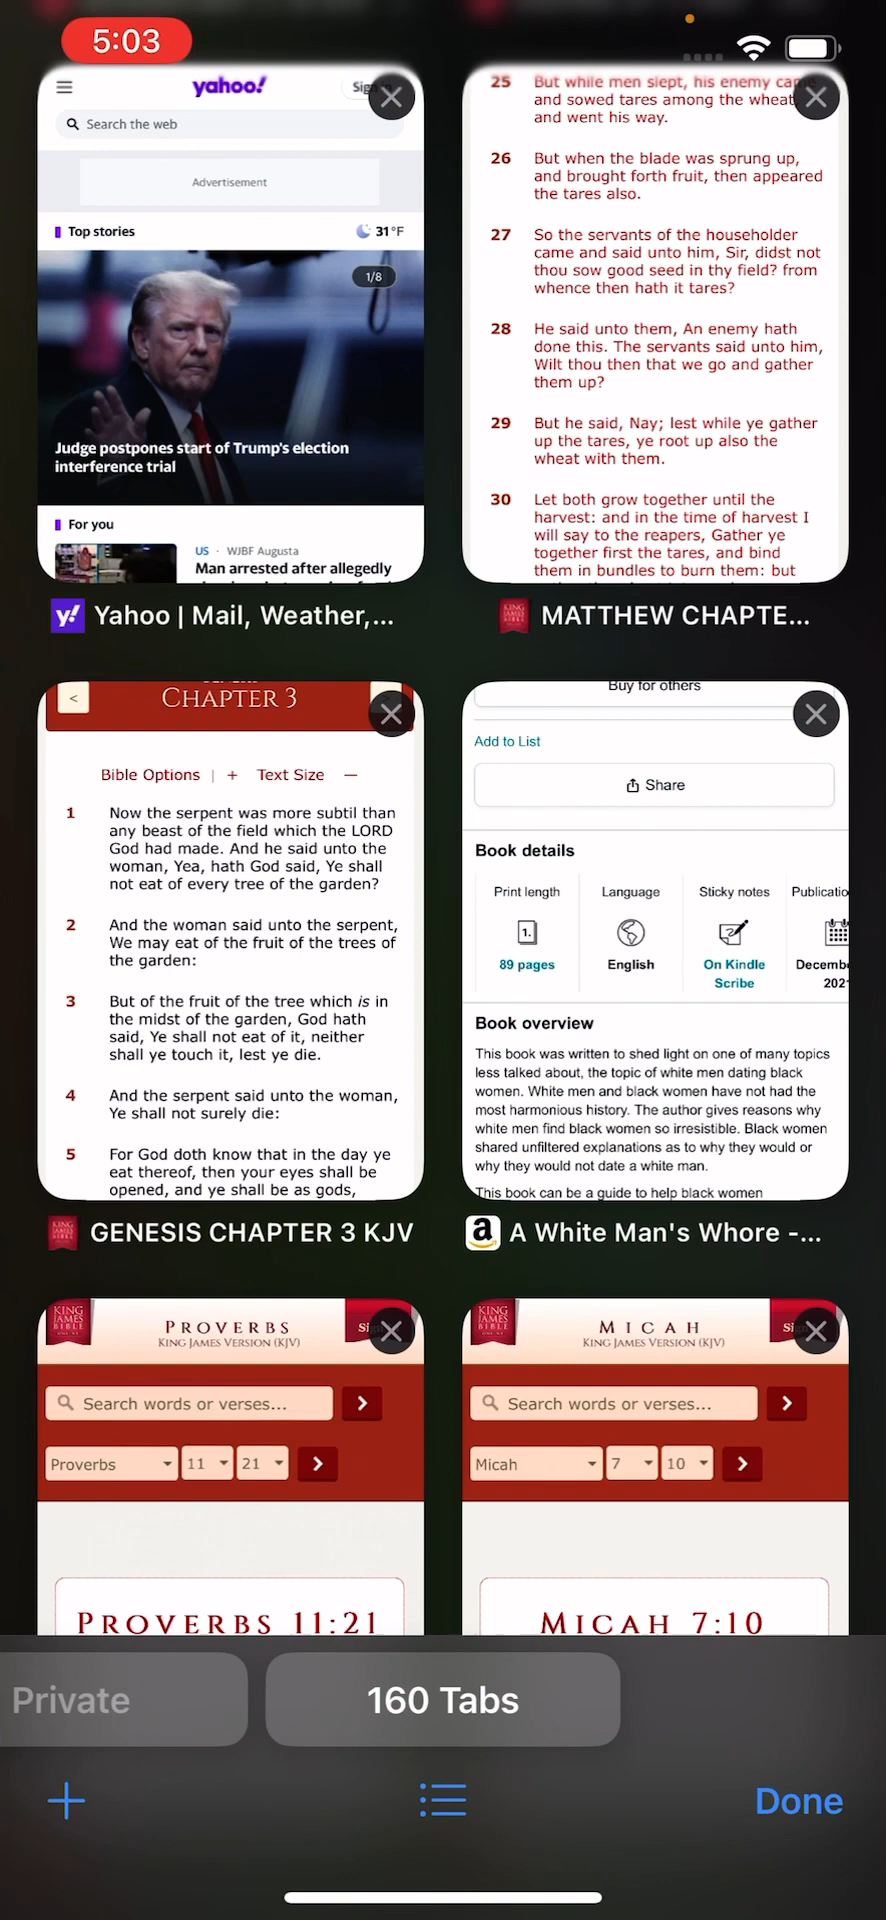 5:03
yahoo!
Search the web
Advertisement
Top stories
31°F
1/8
Judge postpones start of Trump's election
interference trial
For you
US · WJBF Augusta
Man arrested after allegedly
y! Yahoo | Mail, Weather,...
25 But while men slept, his enemy
and sowed tares among the wheat,
and went his way.
26 But when the blade was sprung up,
and brought forth fruit, then appeared
the tares also.
27 So the servants of the householder
came and said unto him, Sir, didst not
thou sow good seed in thy field? from
whence then hath it tares?
28 He said unto them, An enemy hath
done this. The servants said unto him,
Wilt thou then that we go and gather
them up?
29 But he said, Nay; lest while ye gather
up the tares, ye root up also the
wheat with them.
30 Let both grow together until the
harvest: and in the time of harvest I
will say to the reapers, Gather ye
together first the tares, and bind
them in bundles to burn them: but
KING JAMES BIBLE
MATTHEW CHAPTE...
< CHAPTER 3
Bible Options | + Text Size —
1 Now the serpent was more subtil than
any beast of the field which the LORD
God had made. And he said unto the
woman, Yea, hath God said, Ye shall
not eat of every tree of the garden?
2 And the woman said unto the serpent,
We may eat of the fruit of the trees of
the garden:
3 But of the fruit of the tree which is in
the midst of the garden, God hath
said, Ye shall not eat of it, neither
shall ye touch it, lest ye die.
4 And the serpent said unto the woman,
Ye shall not surely die:
5 For God doth know that in the day ye
eat thereof, then your eyes shall be
opened, and ye shall be as gods,
KING JAMES BIBLE
GENESIS CHAPTER 3 KJV
Buy for others
Add to List
Share
Book details
Print length
1.
89 pages
Language
English
Sticky notes
On Kindle
Scribe
Publicatio
Decemb
202
Book overview
This book was written to shed light on one of many topics
less talked about, the topic of white men dating black
women. White men and black women have not had the
most harmonious history. The author gives reasons why
white men find black women so irresistible. Black women
shared unfiltered explanations as to why they would or
why they would not date a white man.
This book can be a guide to help black women
a A White Man's Whore -...
KING
JAMES
BIBLE
PROVERBS
KING JAMES VERSION (KJV)
Search words or verses...
>
Proverbs 11 21 >
PROVERBS 11:21
KING
JAMES
BIBLE
MICAH
KING JAMES VERSION (KJV)
Search words or verses...
>
Micah 7 10 >
MICAH 7:10
Private
160 Tabs
Done